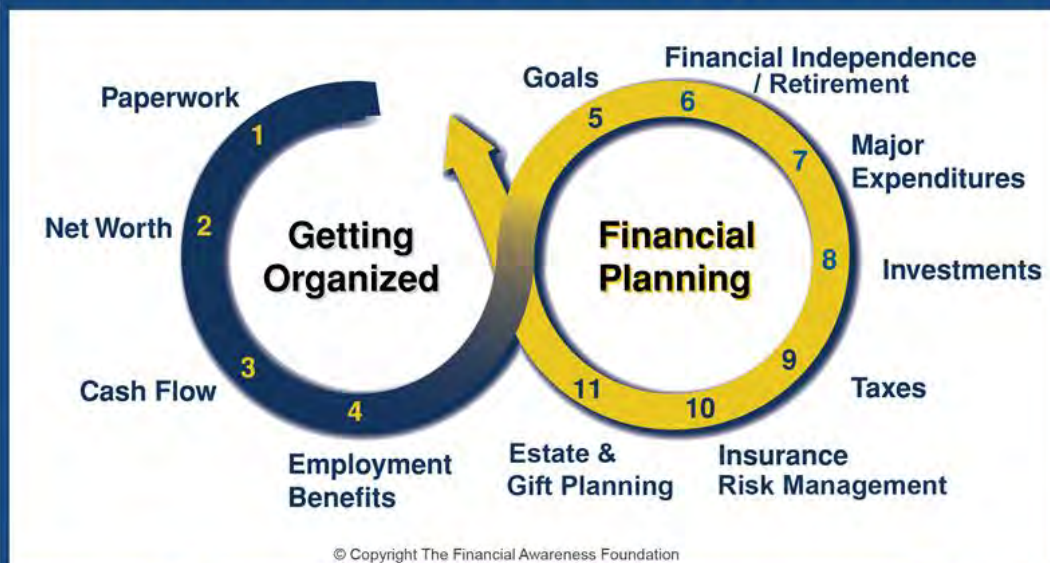 Getting
Organized
1
Paperwork
2
Net Worth
3
Cash Flow
4
Employment
Benefits
Financial
Planning
5
Goals
6
Financial Independence
/ Retirement
7
Major
Expenditures
8
Investments
9
Taxes
10
Insurance
Risk Management
11
Estate &
Gift Planning
© Copyright The Financial Awareness Foundation